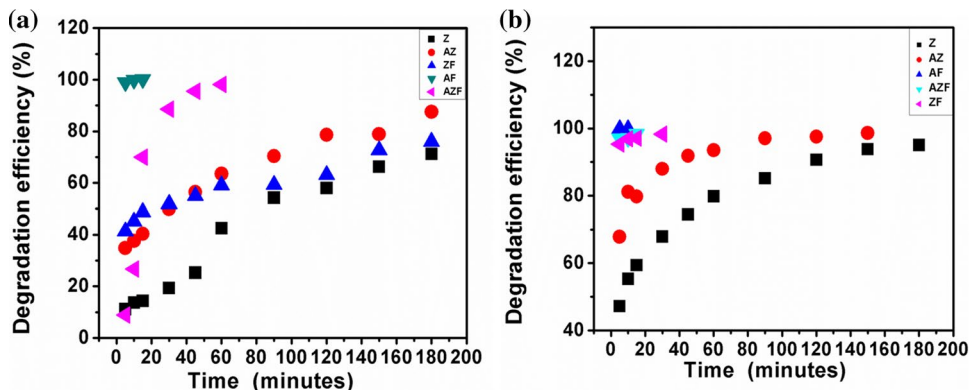 (a)
Degradation efficiency (%)
120
100
80
60
40
20
0
Z
AZ
ZF
AF
AZF
0 20 40 60 80 100 120 140 160 180 200
Time (minutes)
(b)
Degradation efficiency (%)
120
100
80
60
40
Z
AZ
AF
AZF
ZF
0 20 40 60 80 100 120 140 160 180 200
Time (minutes)